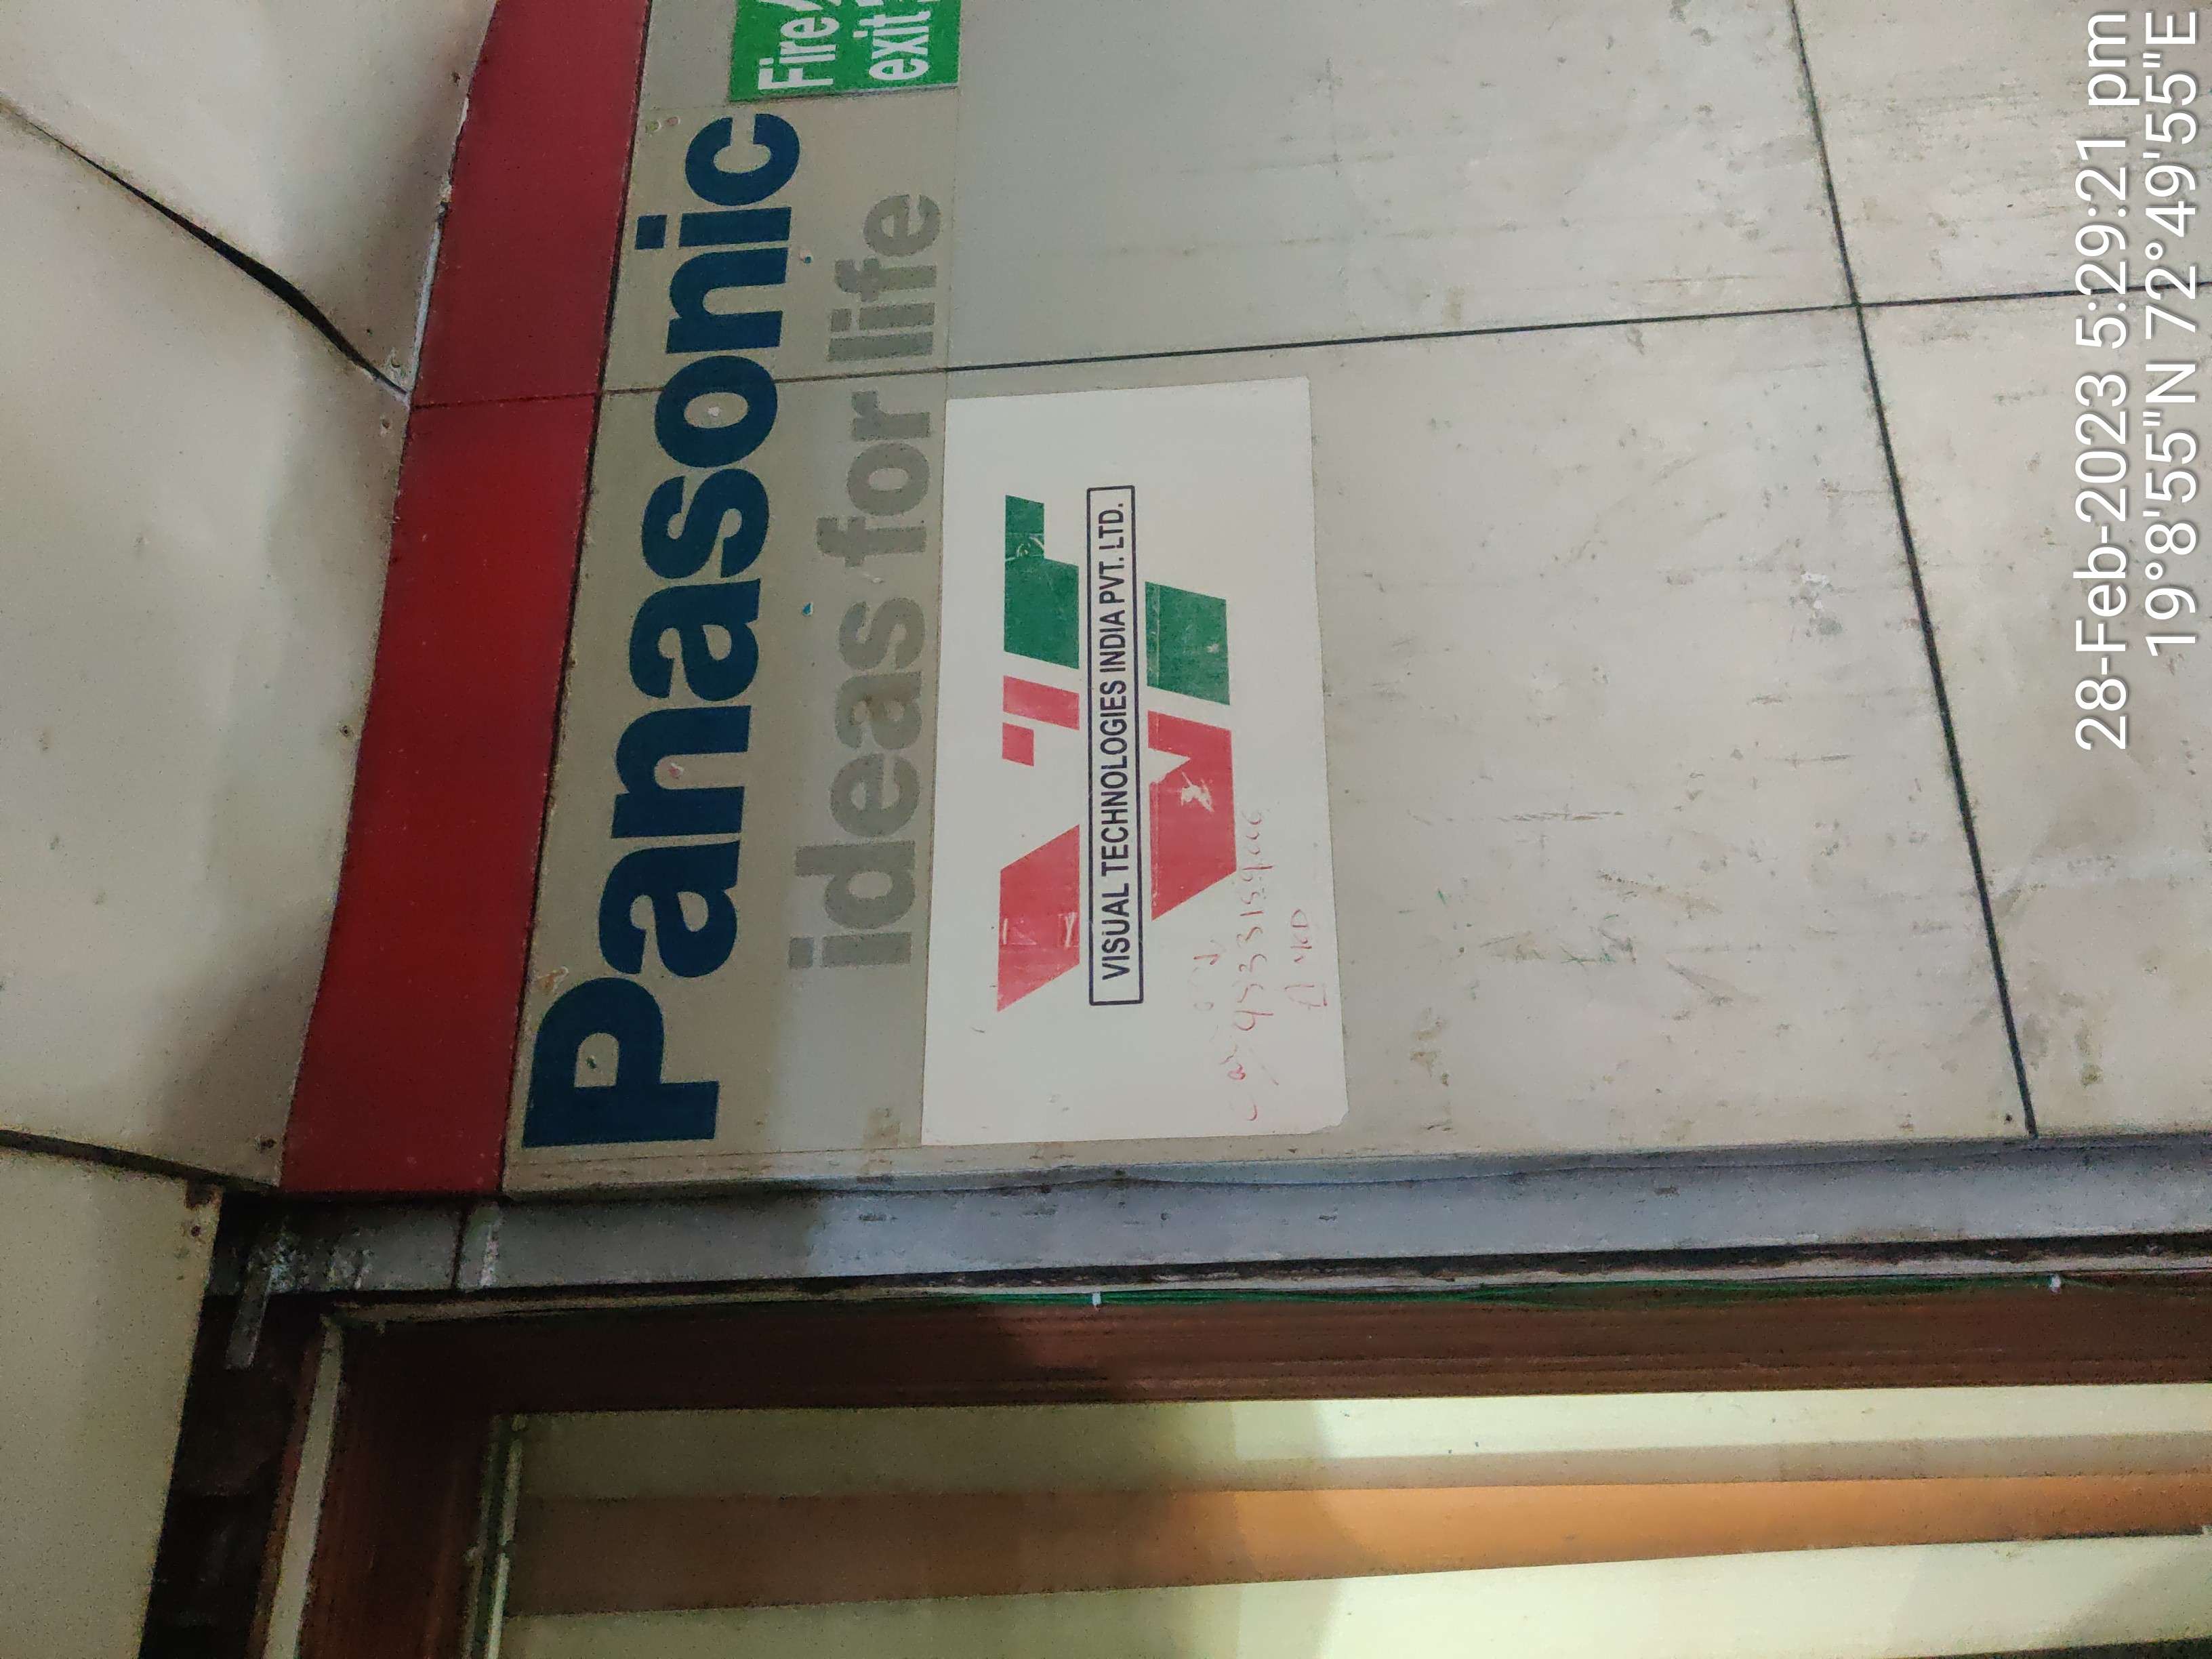 Fire
exit
Panasonic
ideas for life
VISUAL TECHNOLOGIES INDIA PVT. LTD.
28-Feb-2023 5:29:21 pm
19°8'55"N 72°49'55"E